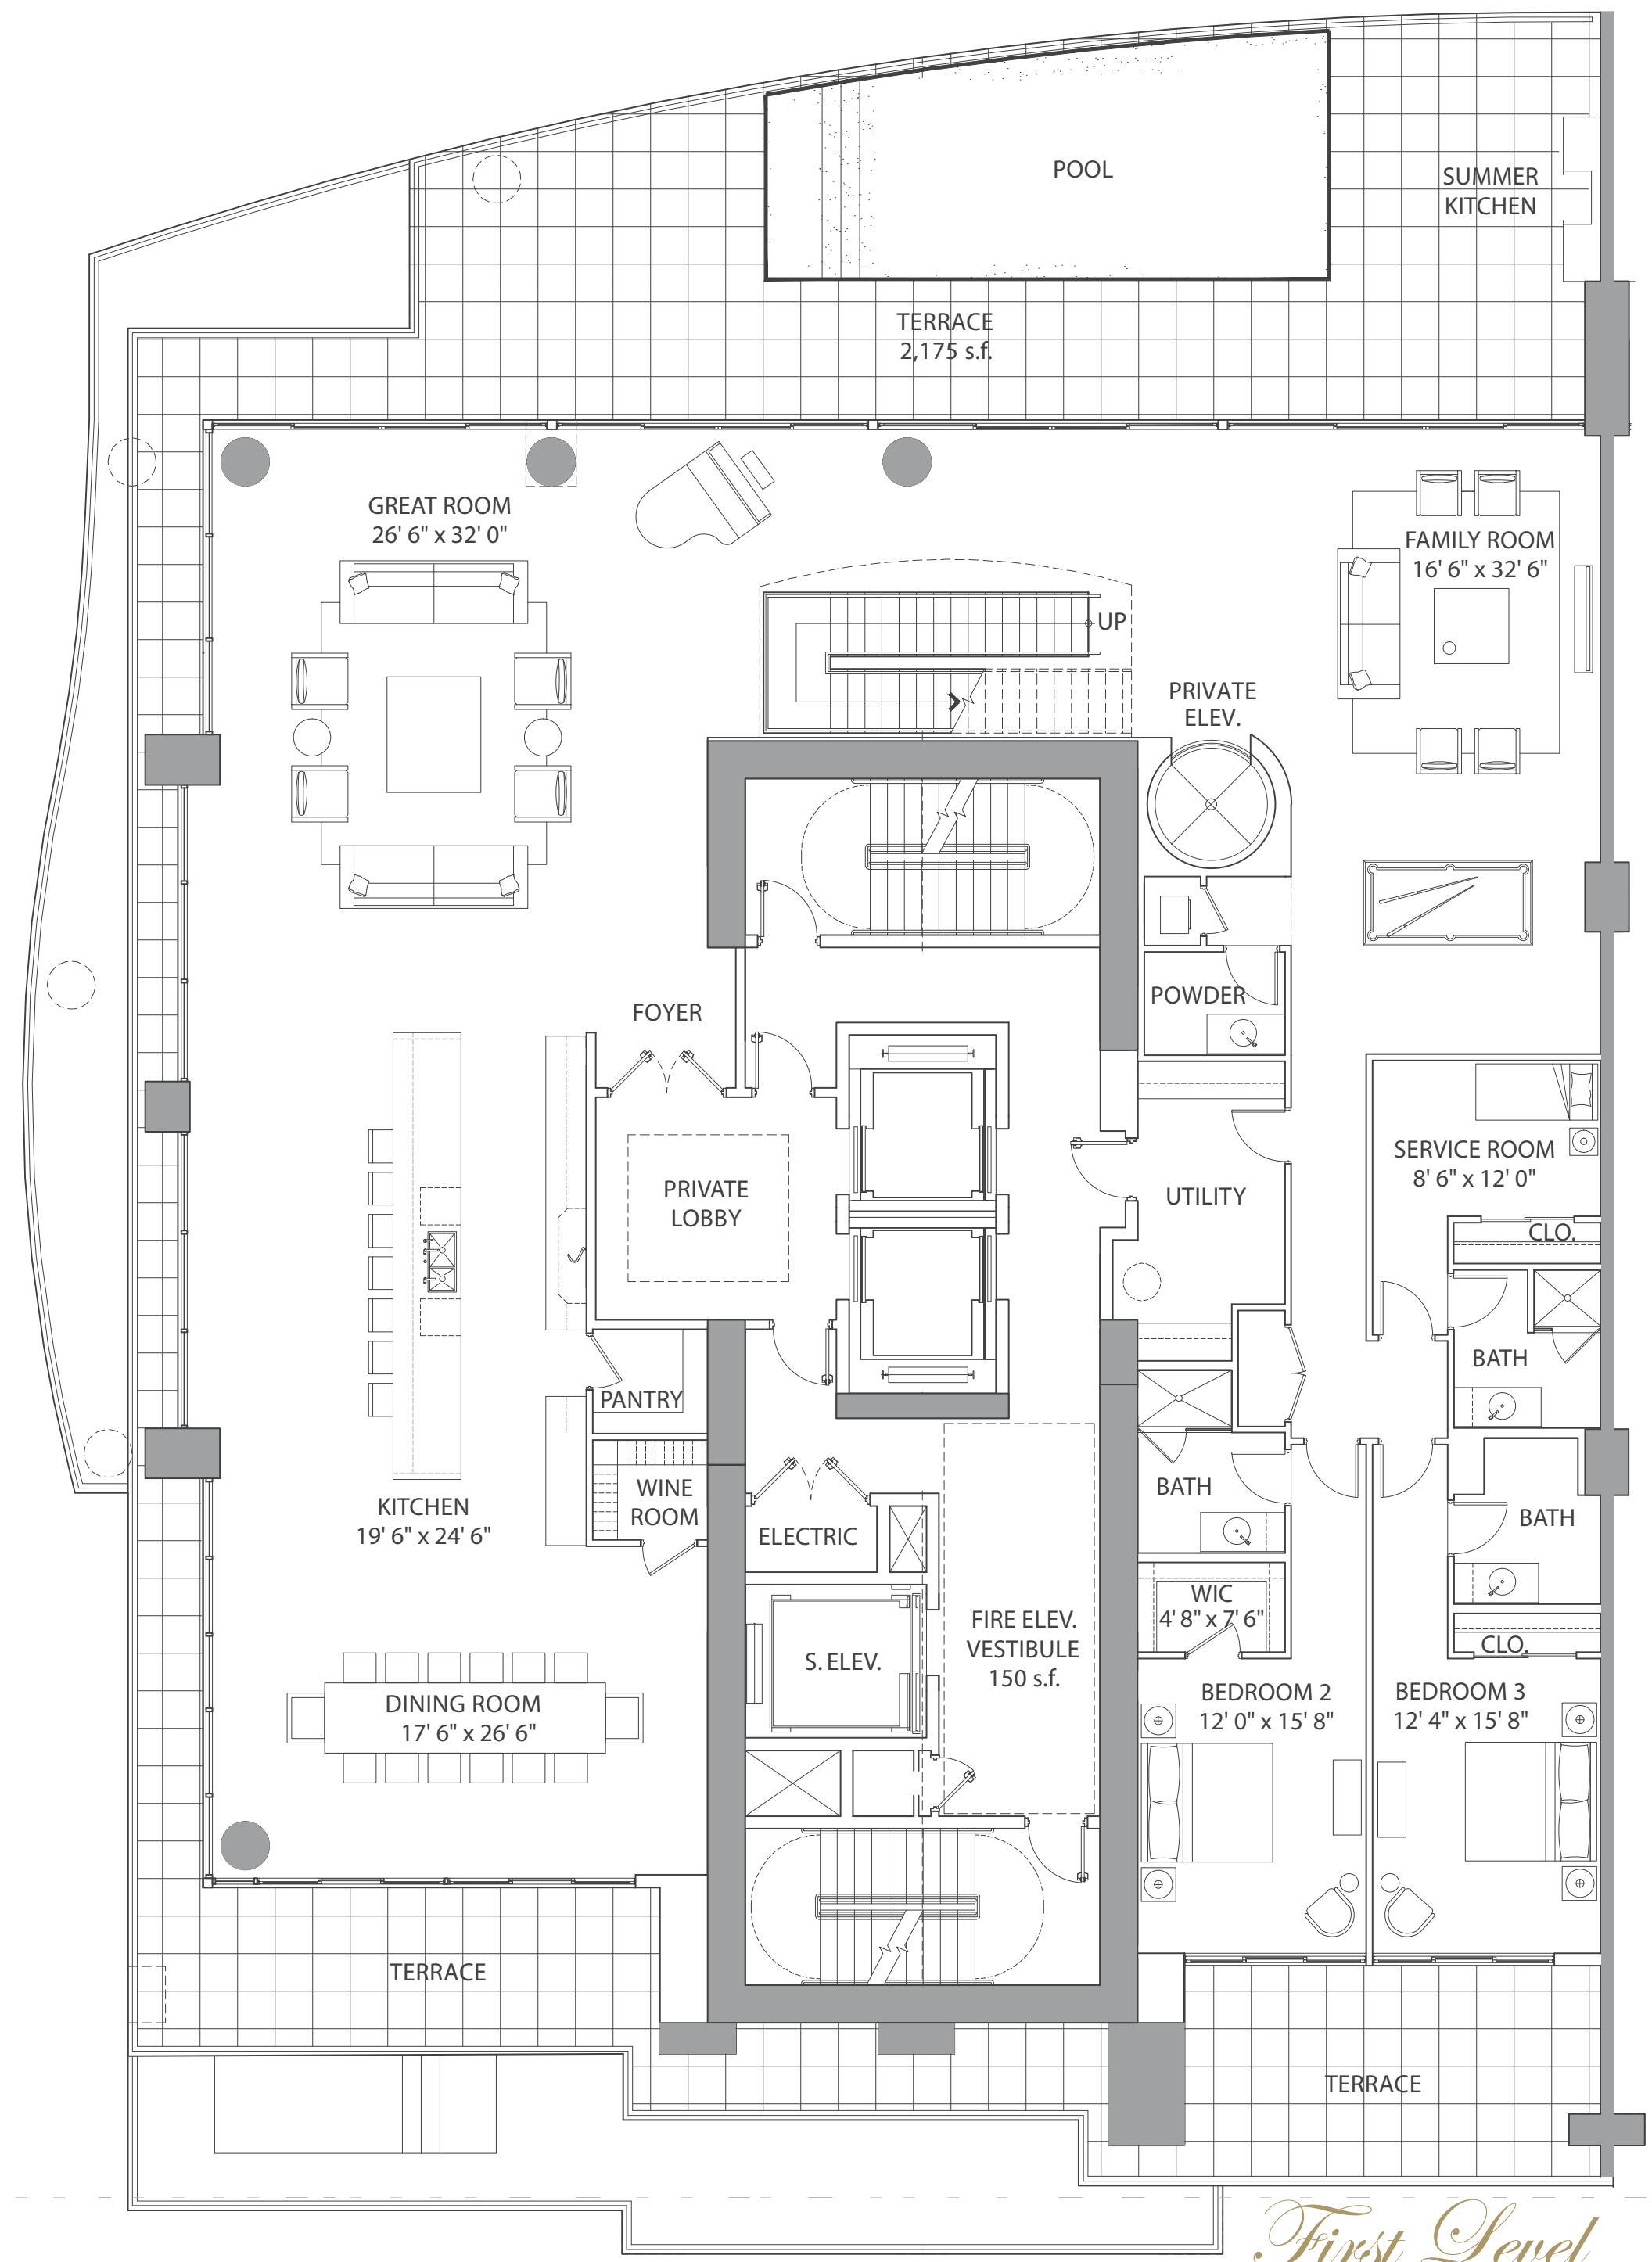 POOL
SUMMER
KITCHEN
TERRACE
2,175 s.f.
GREAT ROOM
26' 6" x 32' 0"
FAMILY ROOM
16' 6" x 32' 6"
UP
PRIVATE
ELEV.
POWDER
FOYER
SERVICE ROOM
8' 6" x 12' 0"
PRIVATE
LOBBY
UTILITY
CLO.
BATH
PANTRY
WINE
ROOM
KITCHEN
19' 6" x 24' 6"
BATH
BATH
ELECTRIC
WIC
4' 8" x 7' 6"
FIRE ELEV.
VESTIBULE
150 s.f.
S. ELEV.
CLO.
DINING ROOM
17' 6" x 26' 6"
BEDROOM 2
12' 0" x 15' 8"
BEDROOM 3
12' 4" x 15' 8"
TERRACE
TERRACE
First Level